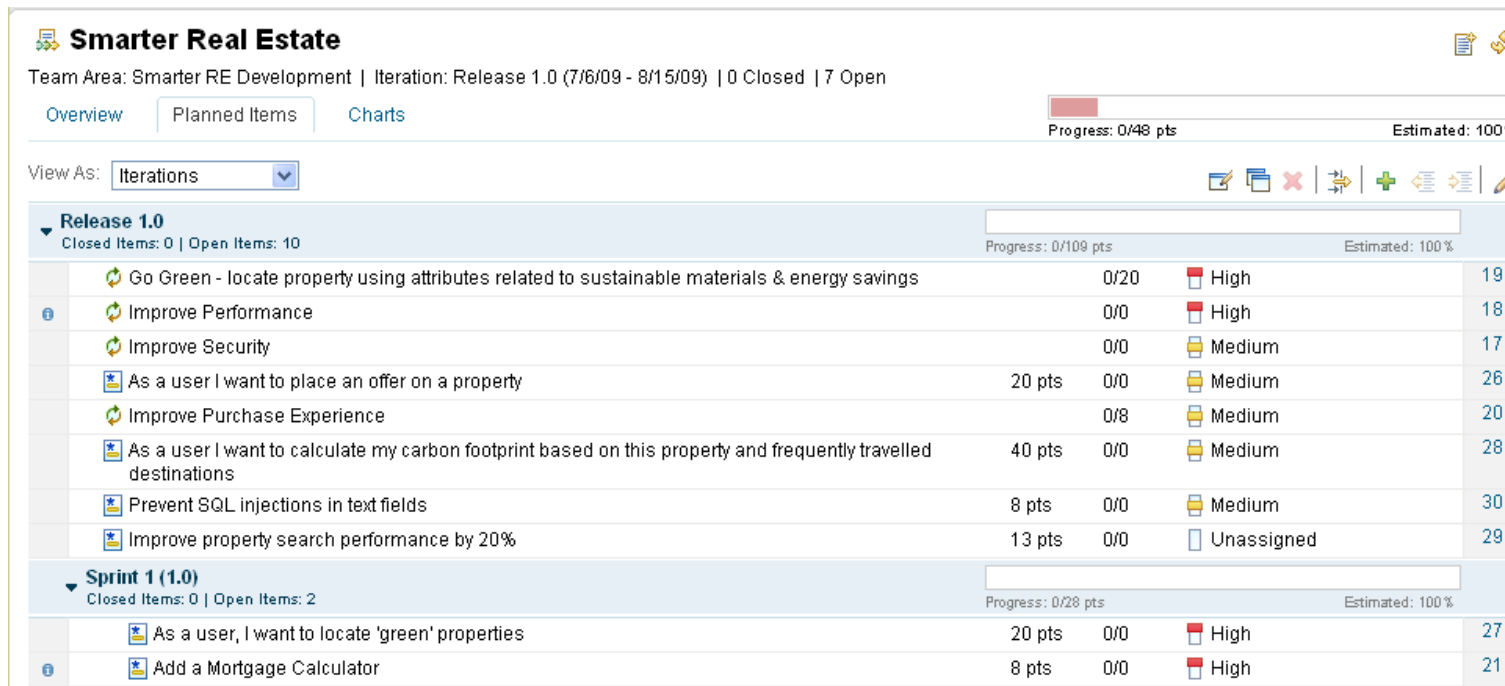 Smarter Real Estate
Team Area: Smarter RE Development | Iteration: Release 1.0 (7/6/09 - 8/15/09) | 0 Closed | 7 Open
Overview Planned Items Charts
Progress: 0/48 pts Estimated: 100%
View As: Iterations
Release 1.0
Closed Items: 0 | Open Items: 10
Progress: 0/109 pts Estimated: 100%
Go Green - locate property using attributes related to sustainable materials & energy savings 0/20 High 19
Improve Performance 0/0 High 18
Improve Security 0/0 Medium 17
As a user I want to place an offer on a property 20 pts 0/0 Medium 26
Improve Purchase Experience 0/8 Medium 20
As a user I want to calculate my carbon footprint based on this property and frequently travelled 40 pts 0/0 Medium 28
destinations
Prevent SQL injections in text fields 8 pts 0/0 Medium 30
Improve property search performance by 20% 13 pts 0/0 Unassigned 29
Sprint 1 (1.0)
Closed Items: 0 | Open Items: 2
Progress: 0/28 pts Estimated: 100%
As a user, I want to locate 'green' properties 20 pts 0/0 High 27
Add a Mortgage Calculator 8 pts 0/0 High 21